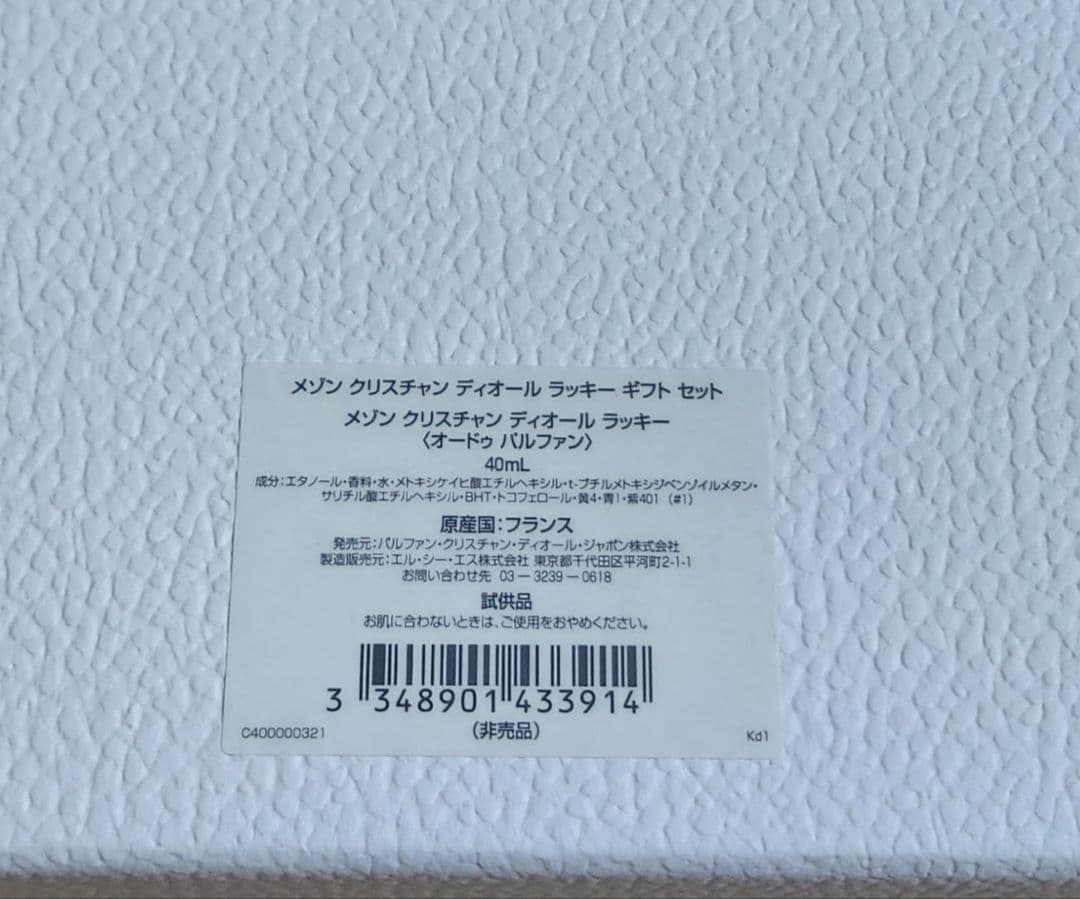 メゾン クリスチャン ディオール ラッキー ギフト セット
メゾン クリスチャン ディオール ラッキー
〈オードゥ パルファン〉
40mL
成分：エタノール・香料・水・メトキシケイヒ酸エチルヘキシル・t-ブチルメトキシジベンゾイルメタン・
サリチル酸エチルヘキシル・BHT・トコフェロール・黄4・青1・紫401（#1）
原産国：フランス
発売元：パルファン・クリスチャン・ディオール・ジャポン株式会社
製造販売元：エル・シー・エス株式会社 東京都千代田区平河町2-1-1
お問い合わせ先 03－3239－0618
試供品
お肌に合わないときは、ご使用をおやめください。
3 348901 433914
C400000321 （非売品） Kd1